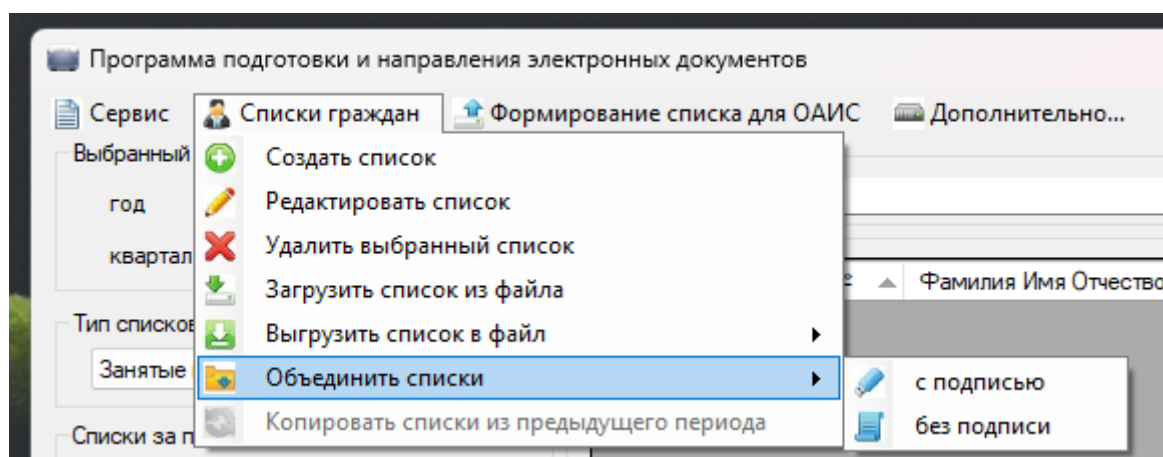 Программа подготовки и направления электронных документов
Сервис Списки граждан Формирование списка для ОАИС Дополнительно...
Выбранный
Создать список
год
Редактировать список
квартал
Удалить выбранный список
Загрузить список из файла
Фамилия Имя Отчество
Тип списков
Выгрузить список в файл
Занятые
Объединить списки
с подписью
Списки за п
Копировать списки из предыдущего периода
без подписи